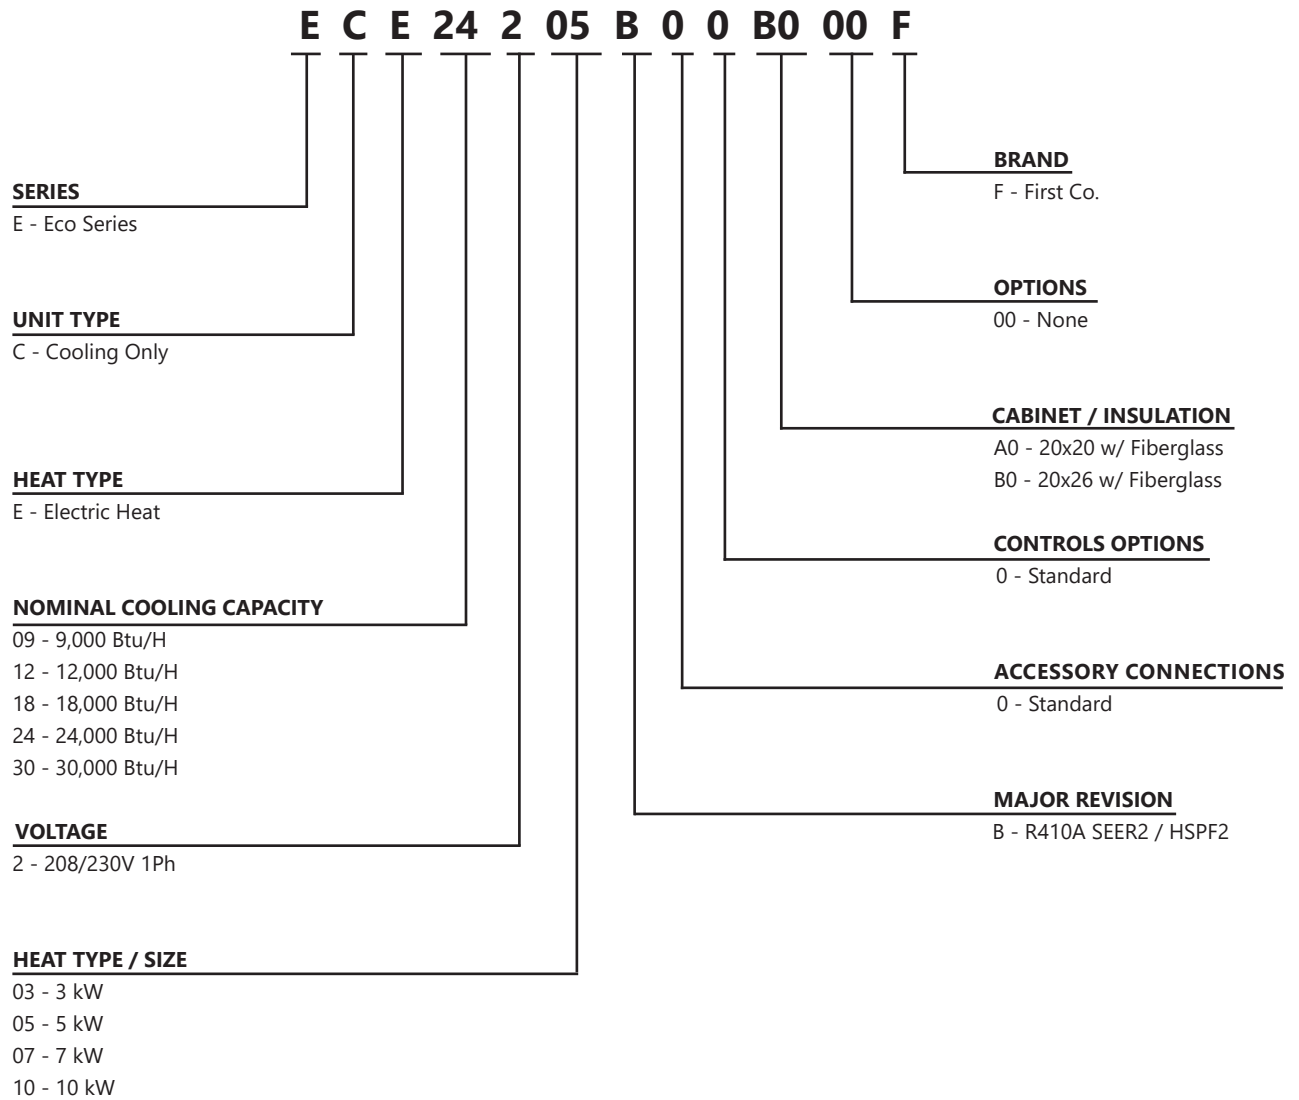 E C E 24 2 05 B 0 0 B0 00 F
SERIES
E - Eco Series
UNIT TYPE
C - Cooling Only
HEAT TYPE
E - Electric Heat
NOMINAL COOLING CAPACITY
09 - 9,000 Btu/H
12 - 12,000 Btu/H
18 - 18,000 Btu/H
24 - 24,000 Btu/H
30 - 30,000 Btu/H
VOLTAGE
2 - 208/230V 1Ph
HEAT TYPE / SIZE
03 - 3 kW
05 - 5 kW
07 - 7 kW
10 - 10 kW
BRAND
F - First Co.
OPTIONS
00 - None
CABINET / INSULATION
A0 - 20x20 w/ Fiberglass
B0 - 20x26 w/ Fiberglass
CONTROLS OPTIONS
0 - Standard
ACCESSORY CONNECTIONS
0 - Standard
MAJOR REVISION
B - R410A SEER2 / HSPF2